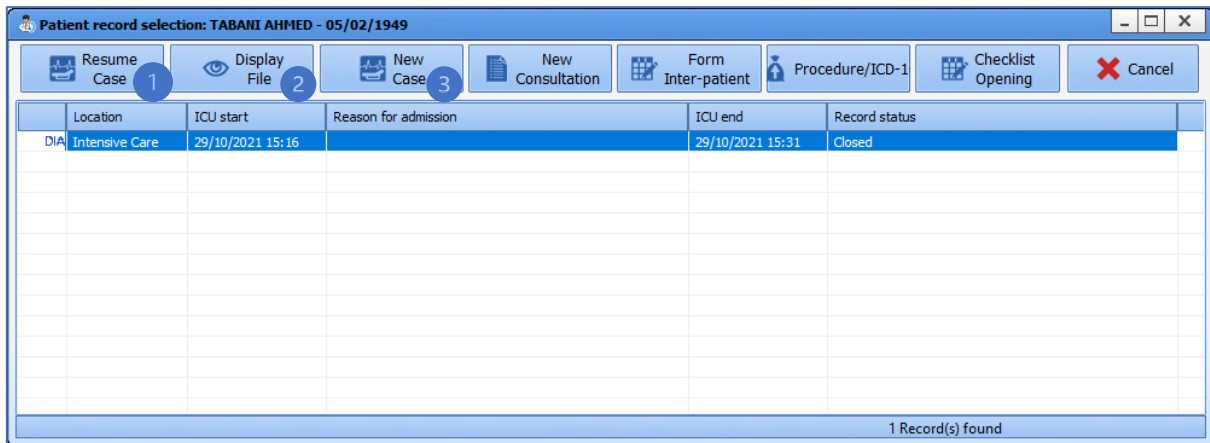 Patient record selection: TABANI AHMED - 05/02/1949
Resume Case 1
Display File 2
New Case 3
New Consultation
Form Inter-patient
Procedure/ICD-1
Checklist Opening
Cancel
Location ICU start Reason for admission ICU end Record status
DIA Intensive Care 29/10/2021 15:16 29/10/2021 15:31 Closed
1 Record(s) found